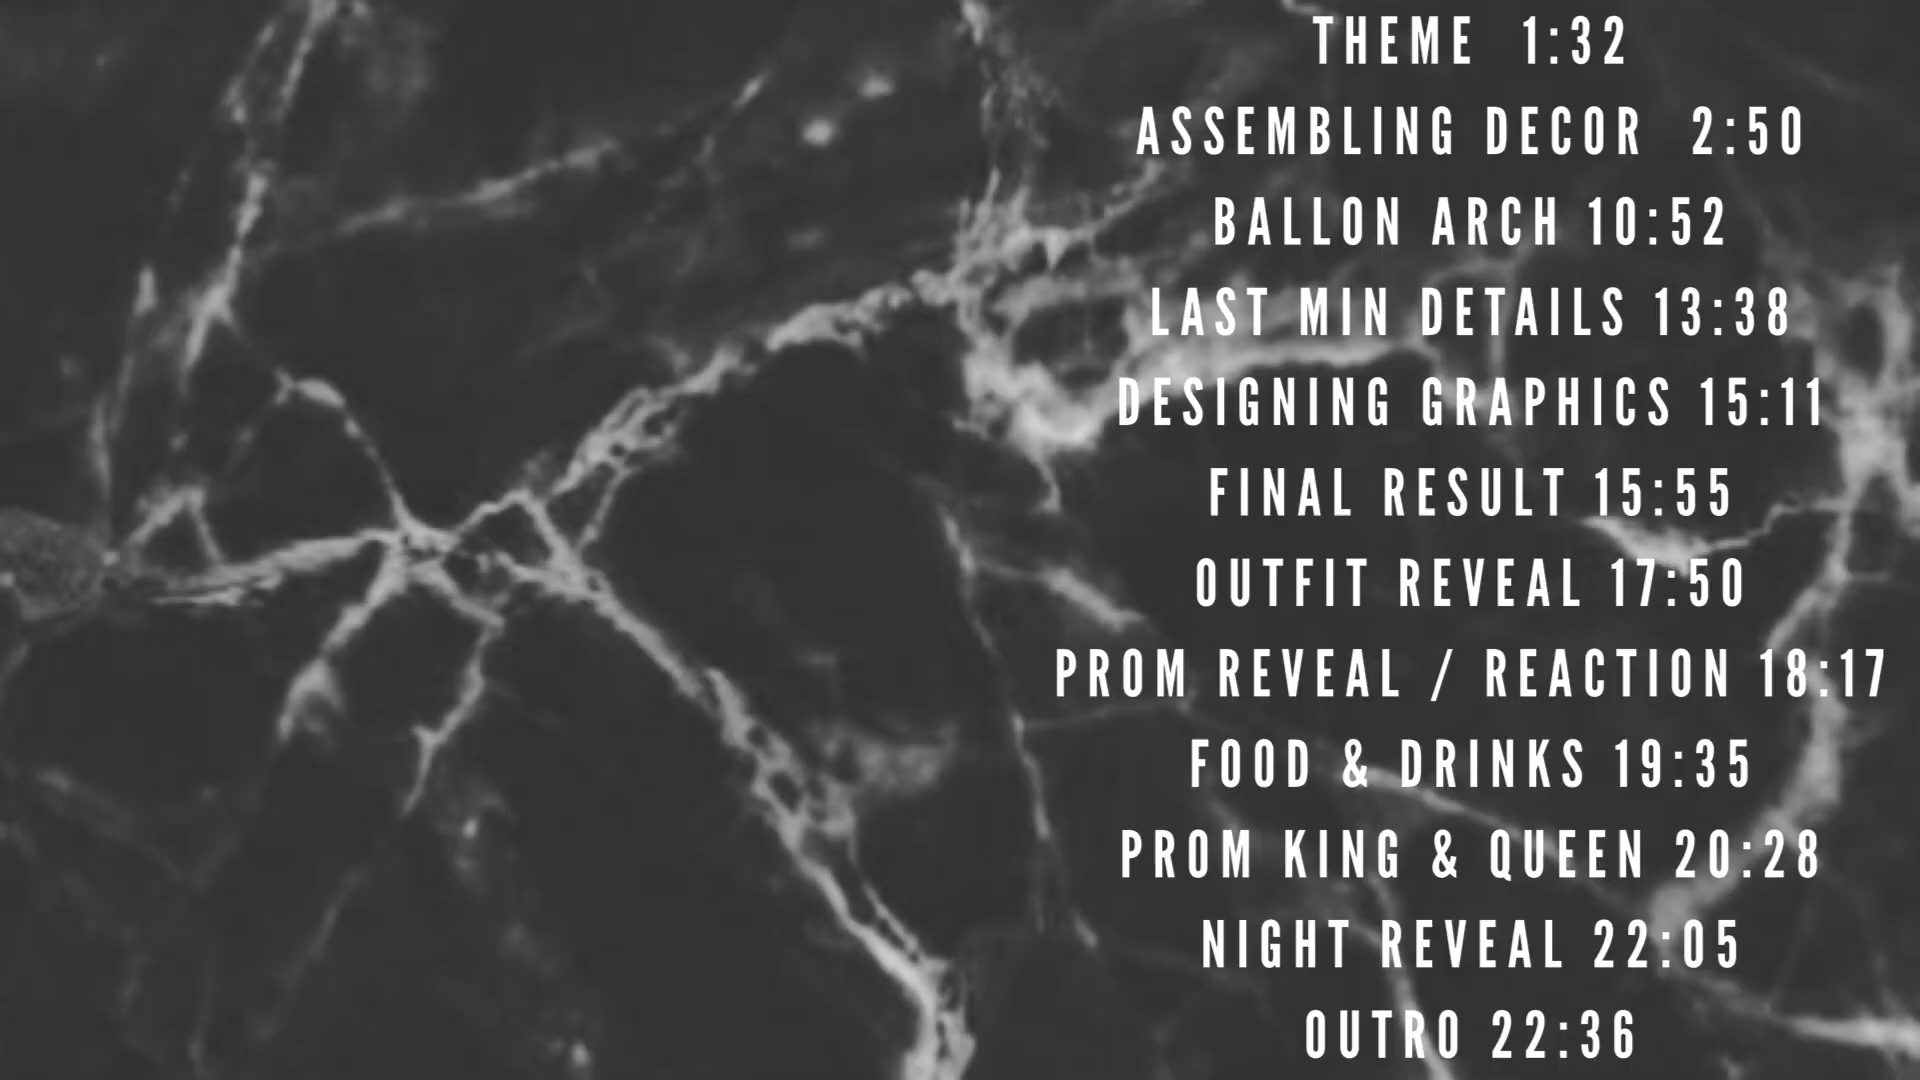 THEME  1:32
ASSEMBLING DECOR  2:50
BALLON ARCH 10:52
LAST MIN DETAILS 13:38
DESIGNING GRAPHICS 15:11
FINAL RESULT 15:55
OUTFIT REVEAL 17:50
PROM REVEAL / REACTION 18:17
FOOD & DRINKS 19:35
PROM KING & QUEEN 20:28
NIGHT REVEAL 22:05
OUTRO 22:36